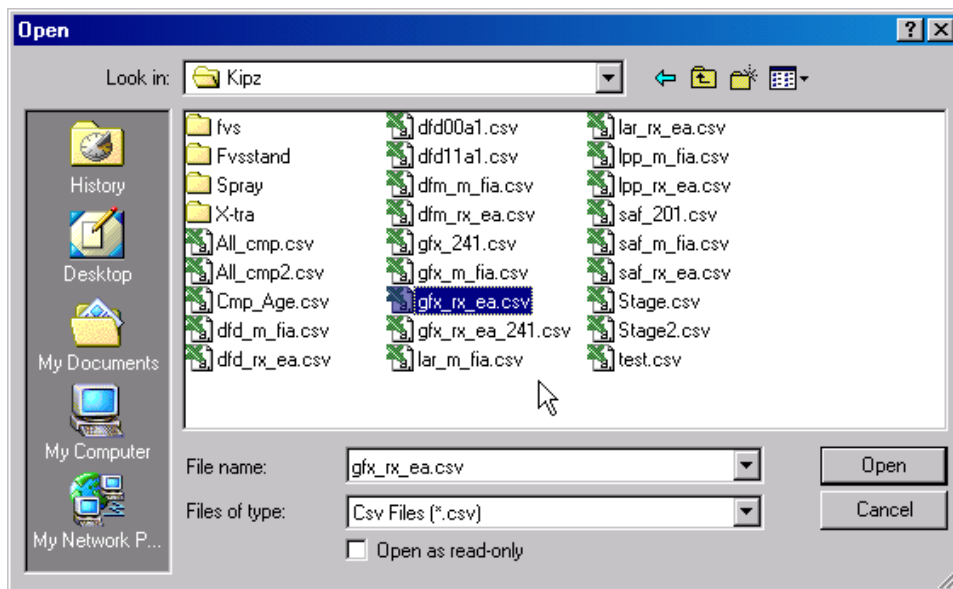 Open
Look in: Kipz
History
Desktop
My Documents
My Computer
My Network P...
fvs
Fvsstand
Spray
X-tra
All_cmp.csv
All_cmp2.csv
Cmp_Age.csv
dfd_m_fia.csv
dfd_rx_ea.csv
dfd00a1.csv
dfd11a1.csv
dfm_m_fia.csv
dfm_rx_ea.csv
gfx_241.csv
gfx_m_fia.csv
gfx_rx_ea.csv
gfx_rx_ea_241.csv
lar_m_fia.csv
lar_rx_ea.csv
lpp_m_fia.csv
lpp_rx_ea.csv
saf_201.csv
saf_m_fia.csv
saf_rx_ea.csv
Stage.csv
Stage2.csv
test.csv
File name: gfx_rx_ea.csv Open
Files of type: Csv Files (*.csv) Cancel
Open as read-only